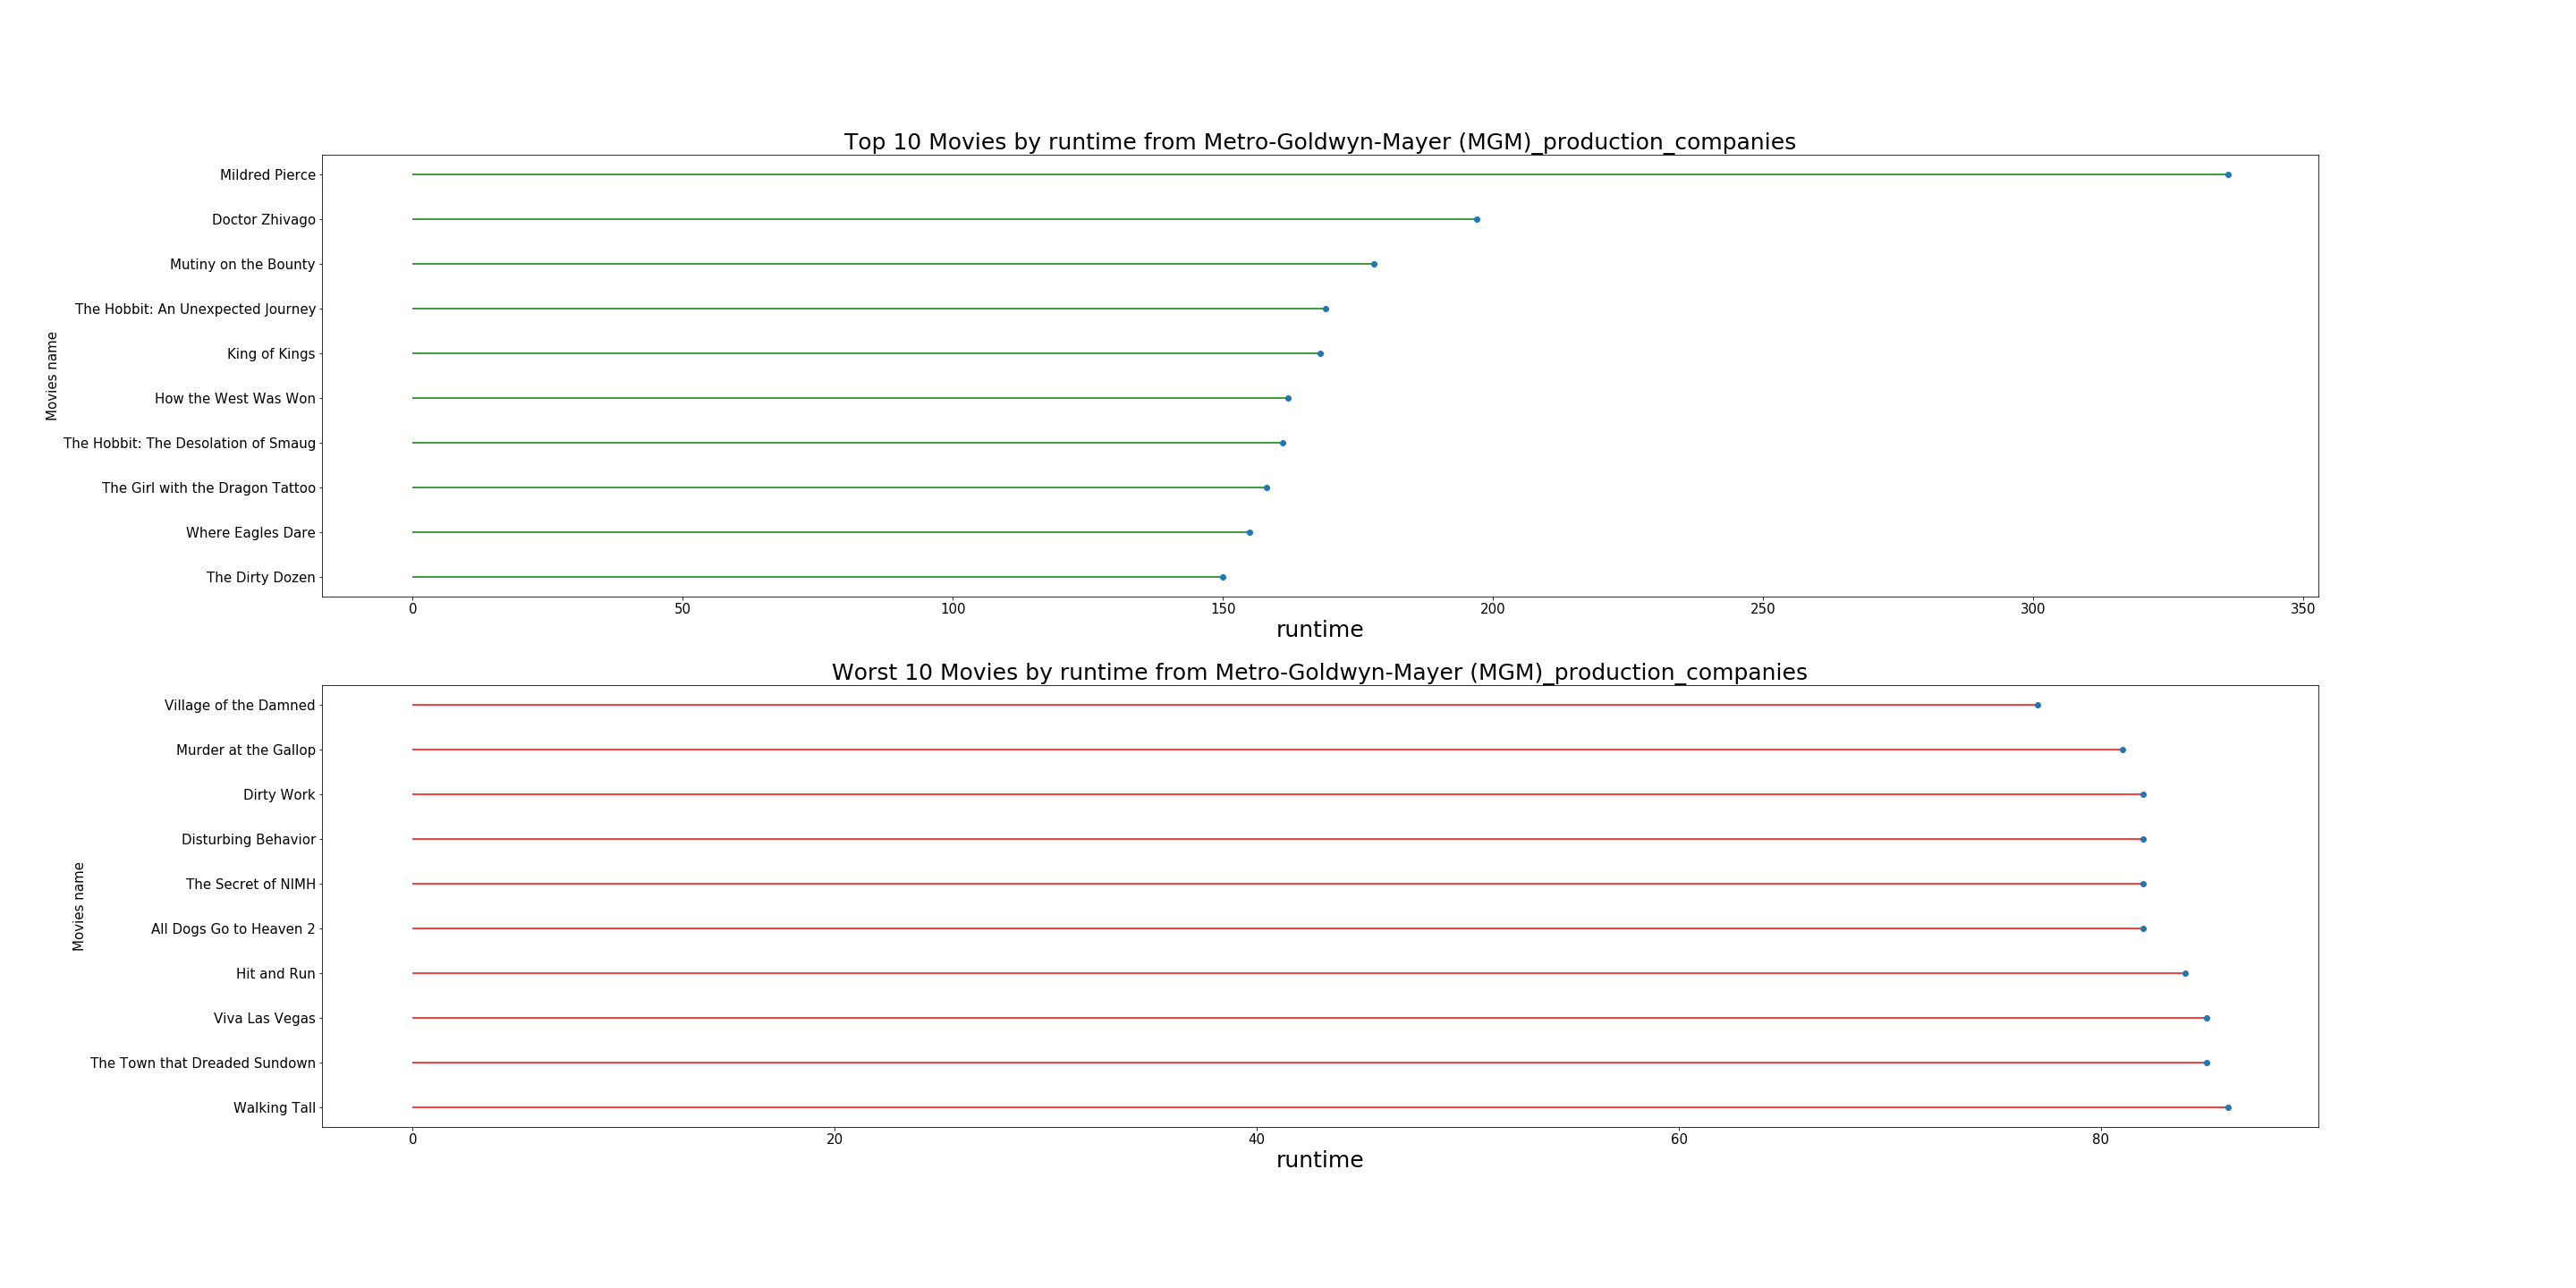 Top 10 Movies by runtime from Metro-Goldwyn-Mayer (MGM)_production_companies
Movies name
Mildred Pierce
Doctor Zhivago
Mutiny on the Bounty
The Hobbit: An Unexpected Journey
King of Kings
How the West Was Won
The Hobbit: The Desolation of Smaug
The Girl with the Dragon Tattoo
Where Eagles Dare
The Dirty Dozen
0 50 100 150 200 250 300 350
runtime
Worst 10 Movies by runtime from Metro-Goldwyn-Mayer (MGM)_production_companies
Movies name
Village of the Damned
Murder at the Gallop
Dirty Work
Disturbing Behavior
The Secret of NIMH
All Dogs Go to Heaven 2
Hit and Run
Viva Las Vegas
The Town that Dreaded Sundown
Walking Tall
0 20 40 60 80
runtime